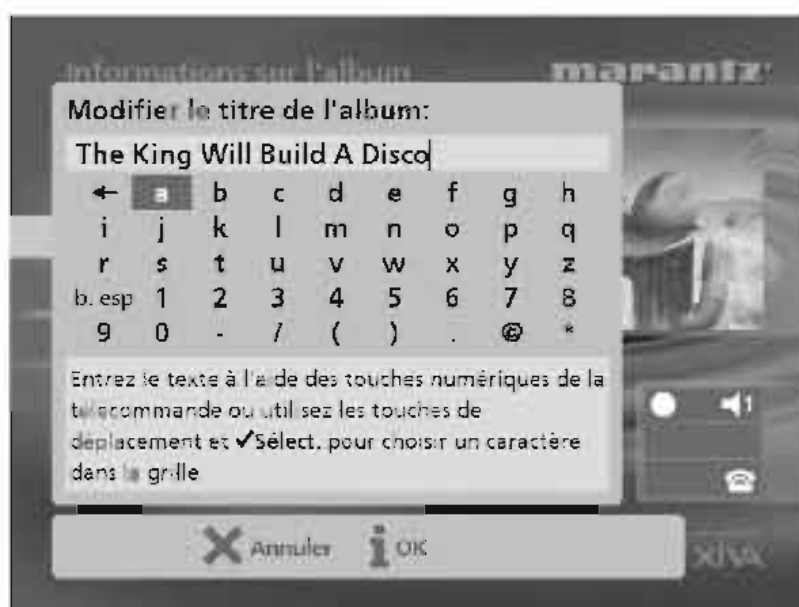 Informations sur l'album
marantz
Modifier le titre de l'album:
The King Will Build A Disco
← a b c d e f g h
i j k l m n o p q
r s t u v w x y z
b. esp 1 2 3 4 5 6 7 8
9 0 - / ( ) . @ *
Entrez le texte à l'aide des touches numériques de la
télécommande ou utilisez les touches de
déplacement et ✓Sélect. pour choisir un caractère
dans la grille
1
Annuler i OK
XIVA